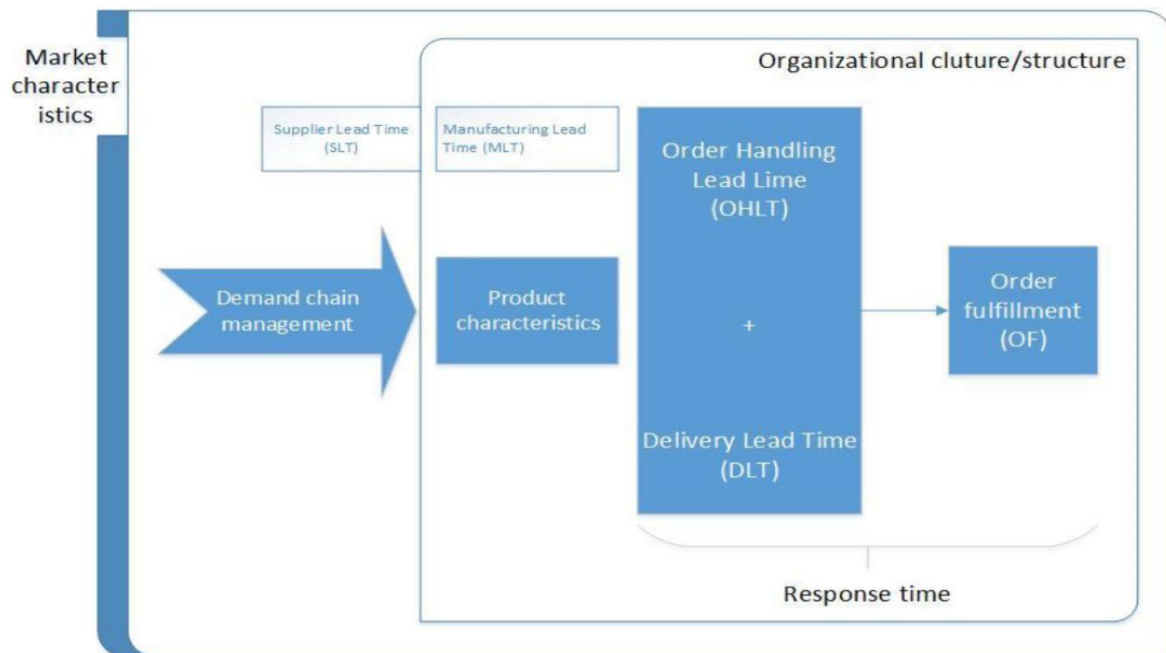 Market
character
istics
Organizational cluture/structure
Supplier Lead Time
(SLT)
Manufacturing Lead
Time (MLT)
Order Handling
Lead Lime
(OHLT)
+
Delivery Lead Time
(DLT)
Demand chain
management
Product
characteristics
Order
fulfillment
(OF)
Response time